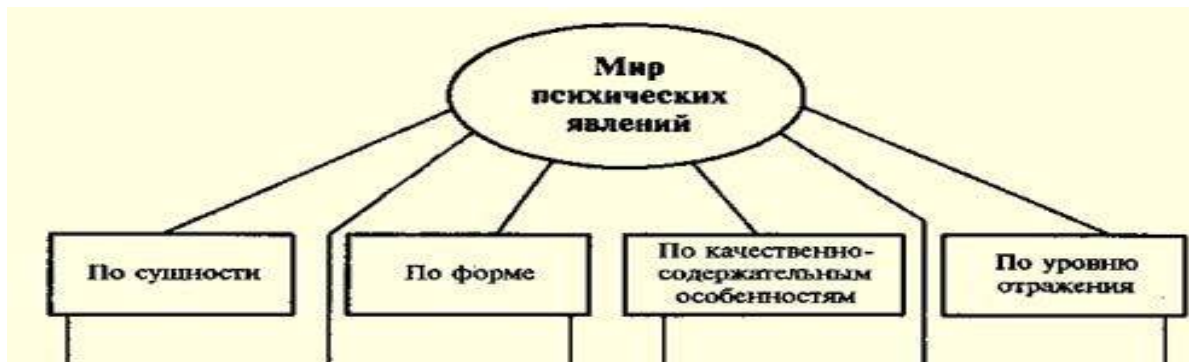 Мир
психических
явлений
По сущности
По форме
По качественно-
содержательным
особенностям
По уровню
отражения